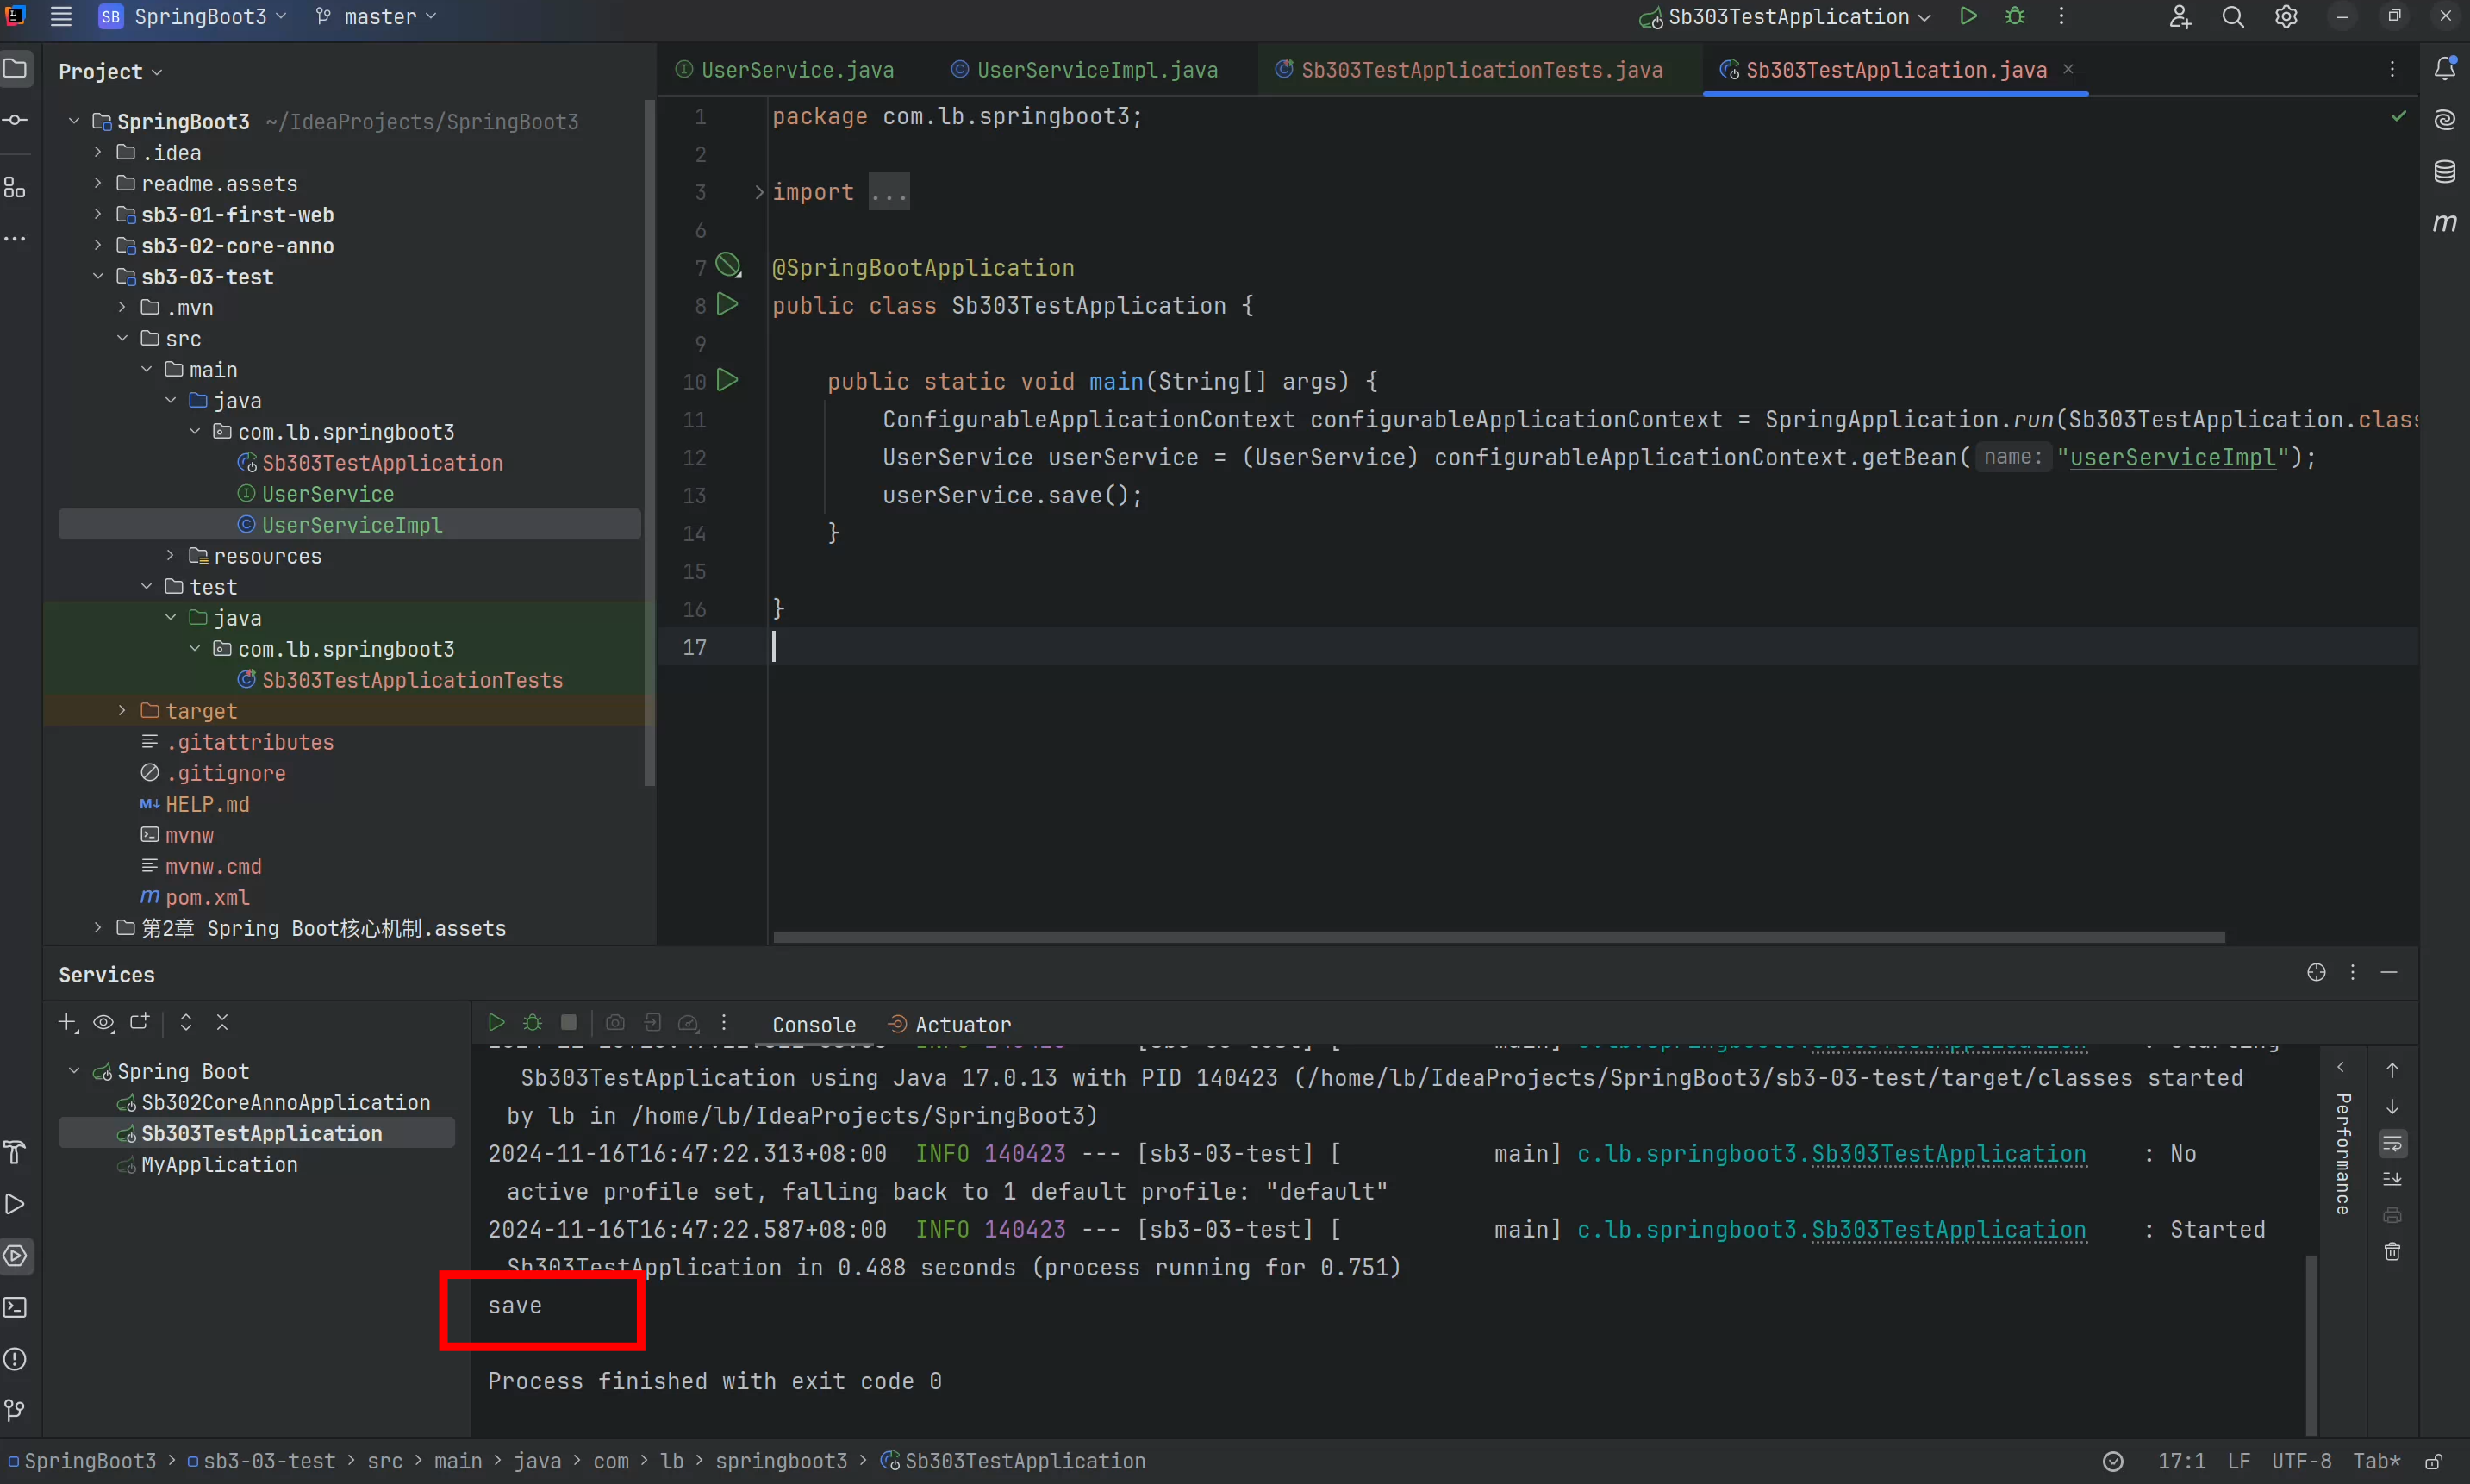 SB SpringBoot3 master Sb303TestApplication
Project
UserService.java UserServiceImpl.java Sb303TestApplicationTests.java Sb303TestApplication.java
SpringBoot3 ~/IdeaProjects/SpringBoot3
.idea
readme.assets
sb3-01-first-web
sb3-02-core-anno
sb3-03-test
.mvn
src
main
java
com.lb.springboot3
Sb303TestApplication
UserService
UserServiceImpl
resources
test
java
com.lb.springboot3
Sb303TestApplicationTests
target
.gitattributes
.gitignore
HELP.md
mvnw
mvnw.cmd
pom.xml
第2章 Spring Boot核心机制.assets
1 package com.lb.springboot3;
2
3 import ...
6
7 @SpringBootApplication
8 public class Sb303TestApplication {
9
10 public static void main(String[] args) {
11 ConfigurableApplicationContext configurableApplicationContext = SpringApplication.run(Sb303TestApplication.class
12 UserService userService = (UserService) configurableApplicationContext.getBean( name: "userServiceImpl");
13 userService.save();
14 }
15
16 }
17
Services
Console Actuator
Spring Boot
Sb302CoreAnnoApplication
Sb303TestApplication
MyApplication
Sb303TestApplication using Java 17.0.13 with PID 140423 (/home/lb/IdeaProjects/SpringBoot3/sb3-03-test/target/classes started
by lb in /home/lb/IdeaProjects/SpringBoot3)
2024-11-16T16:47:22.313+08:00 INFO 140423 --- [sb3-03-test] [ main] c.lb.springboot3.Sb303TestApplication : No
active profile set, falling back to 1 default profile: "default"
2024-11-16T16:47:22.587+08:00 INFO 140423 --- [sb3-03-test] [ main] c.lb.springboot3.Sb303TestApplication : Started
Sb303TestApplication in 0.488 seconds (process running for 0.751)
save
Process finished with exit code 0
Performance
SpringBoot3 > sb3-03-test > src > main > java > com > lb > springboot3 > Sb303TestApplication 17:1 LF UTF-8 Tab*